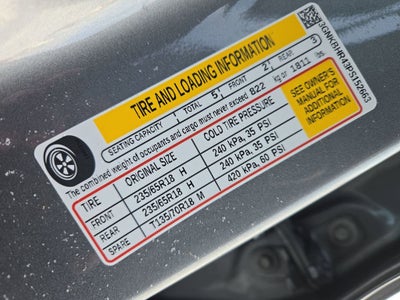 TIRE AND LOADING INFORMATION
SEATING CAPACITY TOTAL 5 FRONT 2 REAR 3
The combined weight of occupants and cargo must never exceed 822 kg or 1811 lbs
TIRE ORIGINAL SIZE COLD TIRE PRESSURE
FRONT 235/65R18 H 240 kPa, 35 PSI
REAR 235/65R18 H 240 kPa, 35 PSI
SPARE T135/70R18 M 420 kPa, 60 PSI
SEE OWNER'S
MANUAL FOR
ADDITIONAL
INFORMATION